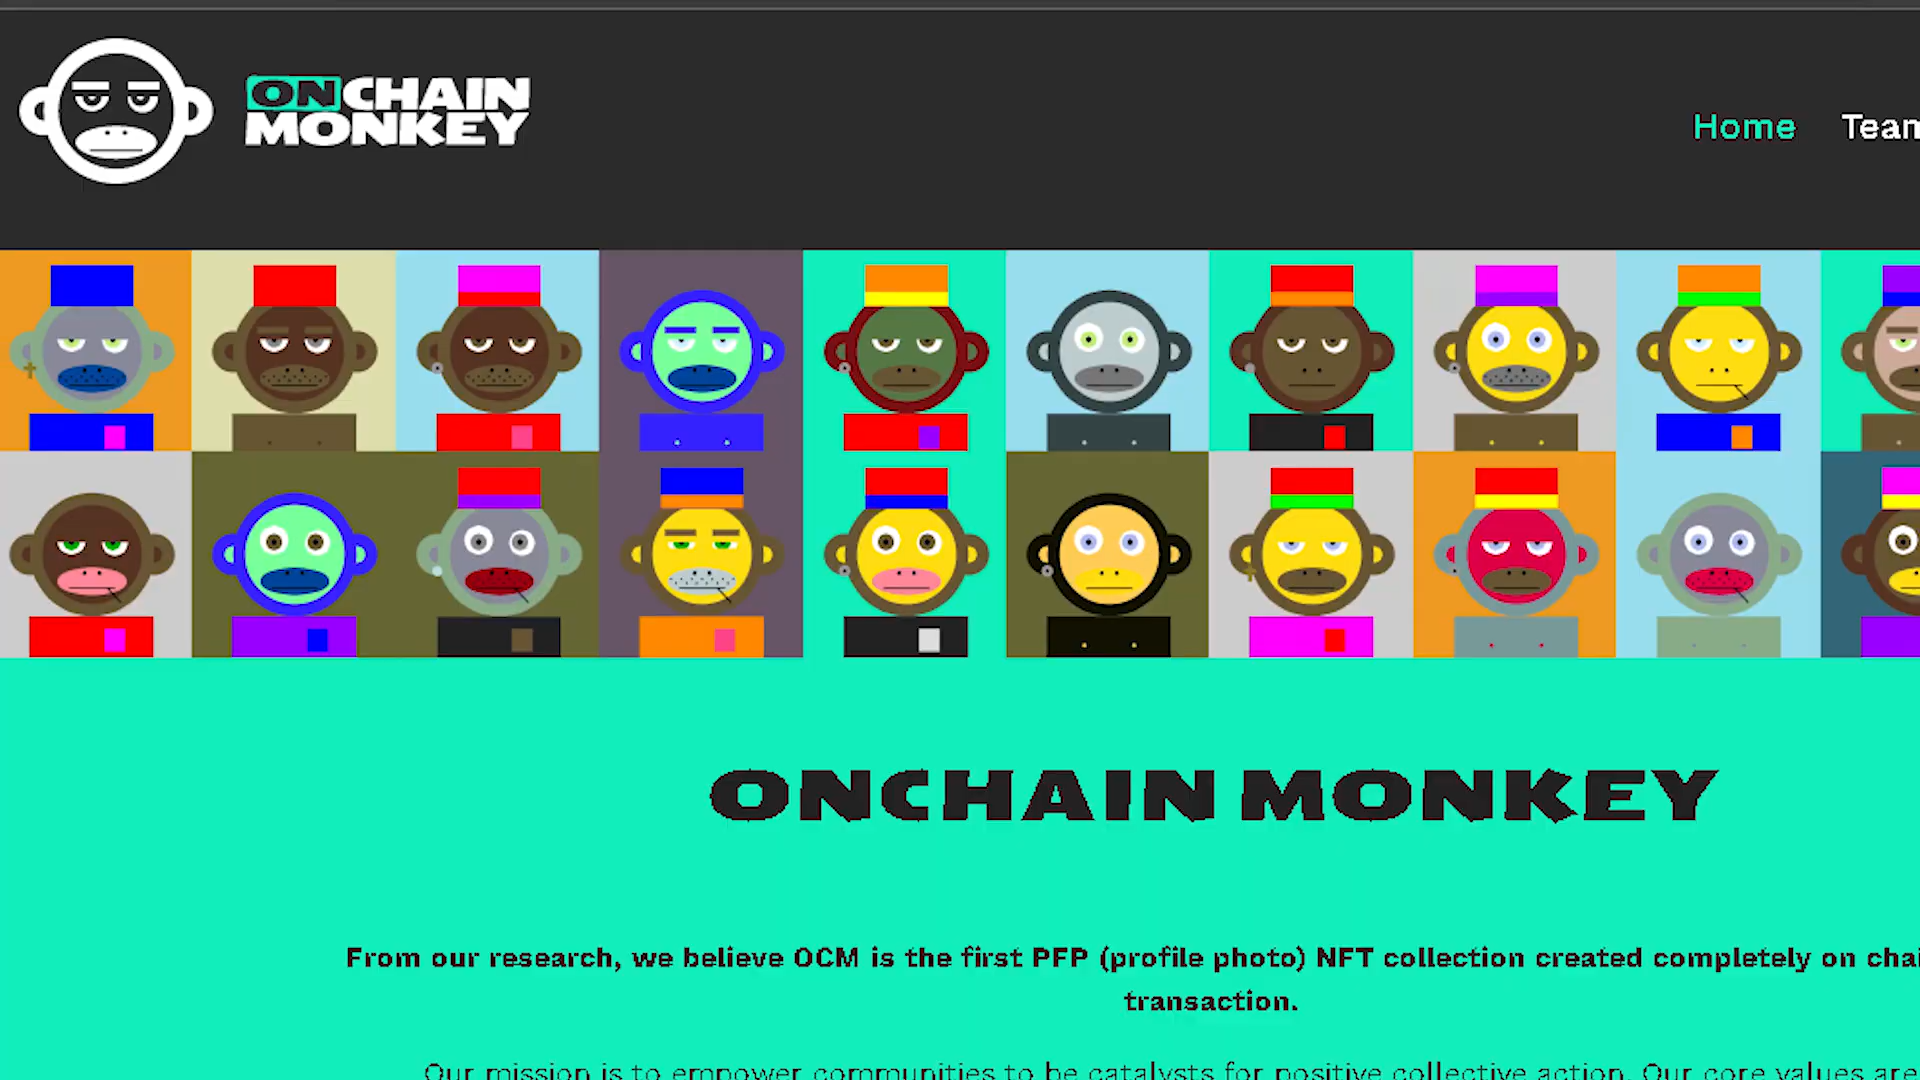 ON CHAIN
MONKEY
Home
ONCHAIN MONKEY
From our research, we believe OCM is the first PFP (profile photo) NFT collection created completely on
transaction.
Our mission is to empower communities to be catalysts for positive collective action. Our core values are